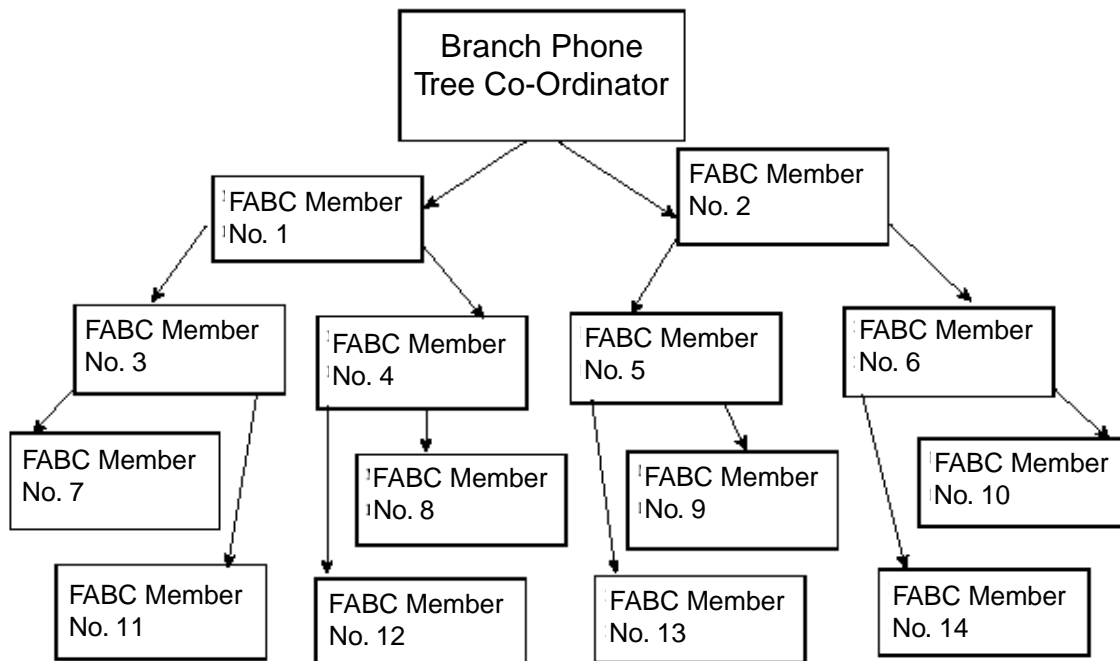 Branch Phone
Tree Co-Ordinator
FABC Member
No. 1
FABC Member
No. 2
FABC Member
No. 3
FABC Member
No. 4
FABC Member
No. 5
FABC Member
No. 6
FABC Member
No. 7
FABC Member
No. 8
FABC Member
No. 9
FABC Member
No. 10
FABC Member
No. 11
FABC Member
No. 12
FABC Member
No. 13
FABC Member
No. 14